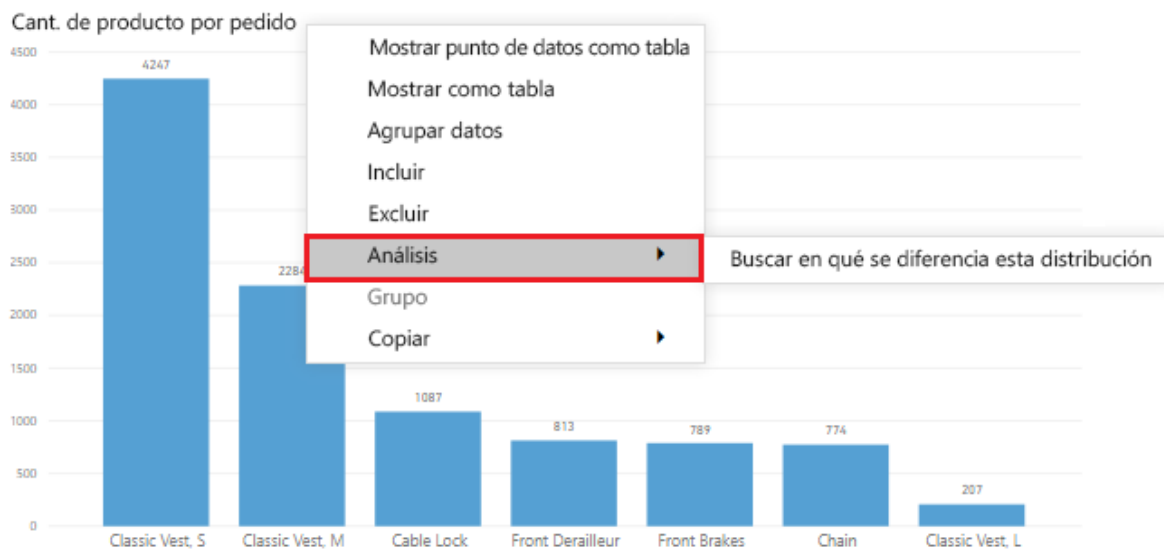 Cant. de producto por pedido
4500
4000
3500
3000
2500
2000
1500
1000
500
0
4247
2284
1087
813
789
774
207
Mostrar punto de datos como tabla
Mostrar como tabla
Agrupar datos
Incluir
Excluir
Análisis
Buscar en qué se diferencia esta distribución
Grupo
Copiar
Classic Vest, S
Classic Vest, M
Cable Lock
Front Derailleur
Front Brakes
Chain
Classic Vest, L